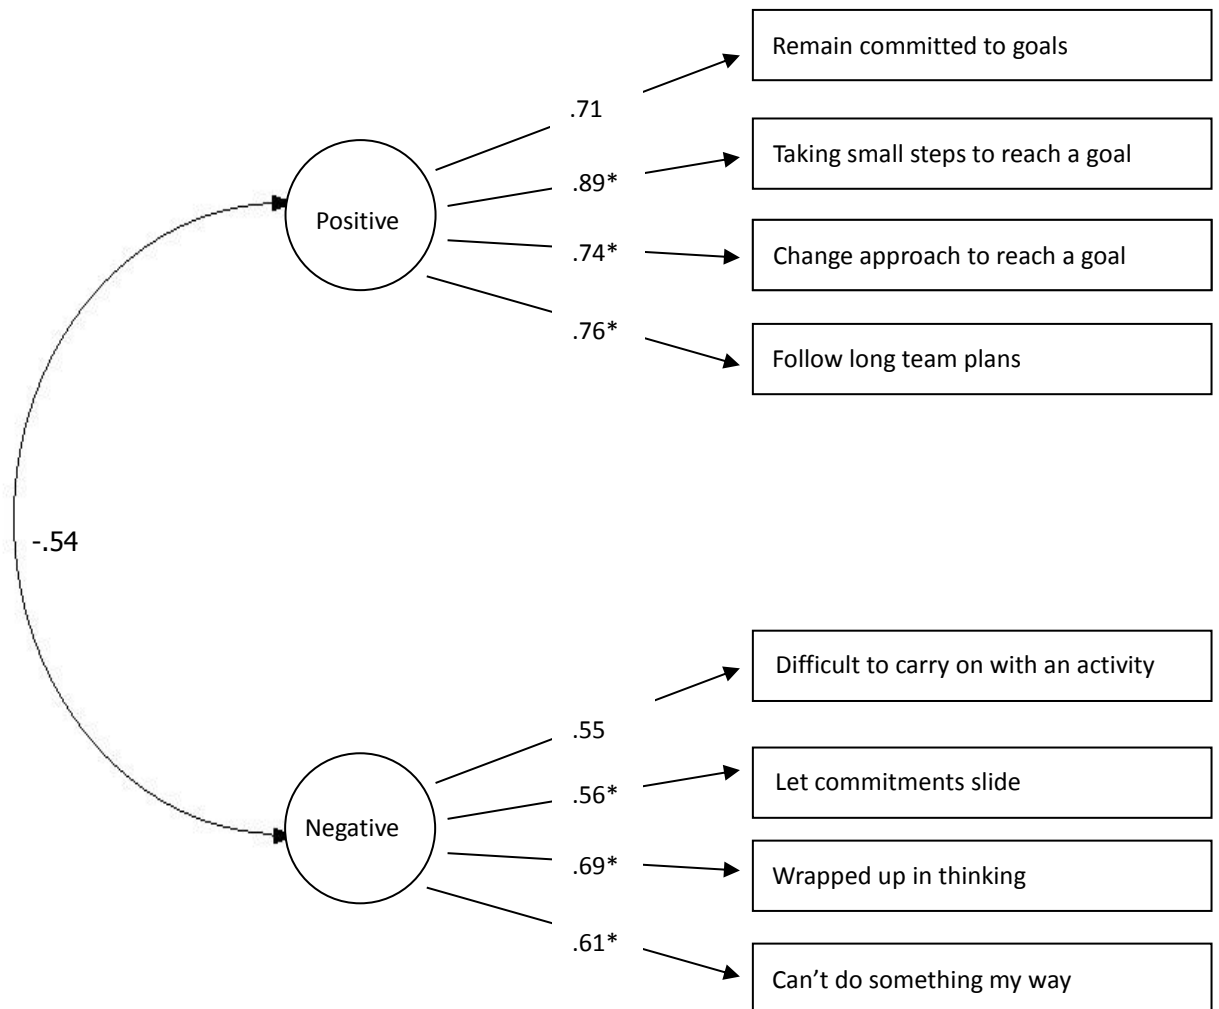 Remain committed to goals
.71
Taking small steps to reach a goal
.89*
Positive
Change approach to reach a goal
.74*
.76*
Follow long team plans
-.54
Difficult to carry on with an activity
.55
Let commitments slide
.56*
Negative
.69*
Wrapped up in thinking
.61*
Can’t do something my way